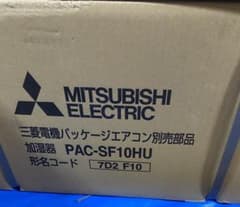 MITSUBISHI
ELECTRIC
三菱電機パッケージエアコン別売部品
加湿器 PAC-SF10HU
形名コード 7D2 F10